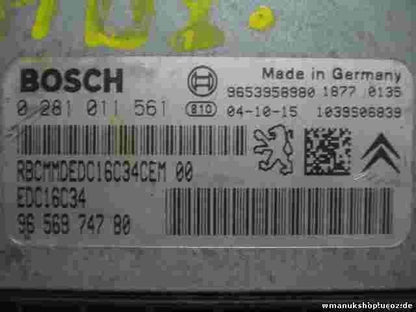 BOSCH
Made in Germany
9653958980 1877 0135
0 281 011 561 810 04-10-15 1039S06839
RBCMMDEDC16C34CEM 00
EDC16C34
96 569 747 80
wmanukshop!ucoz.de